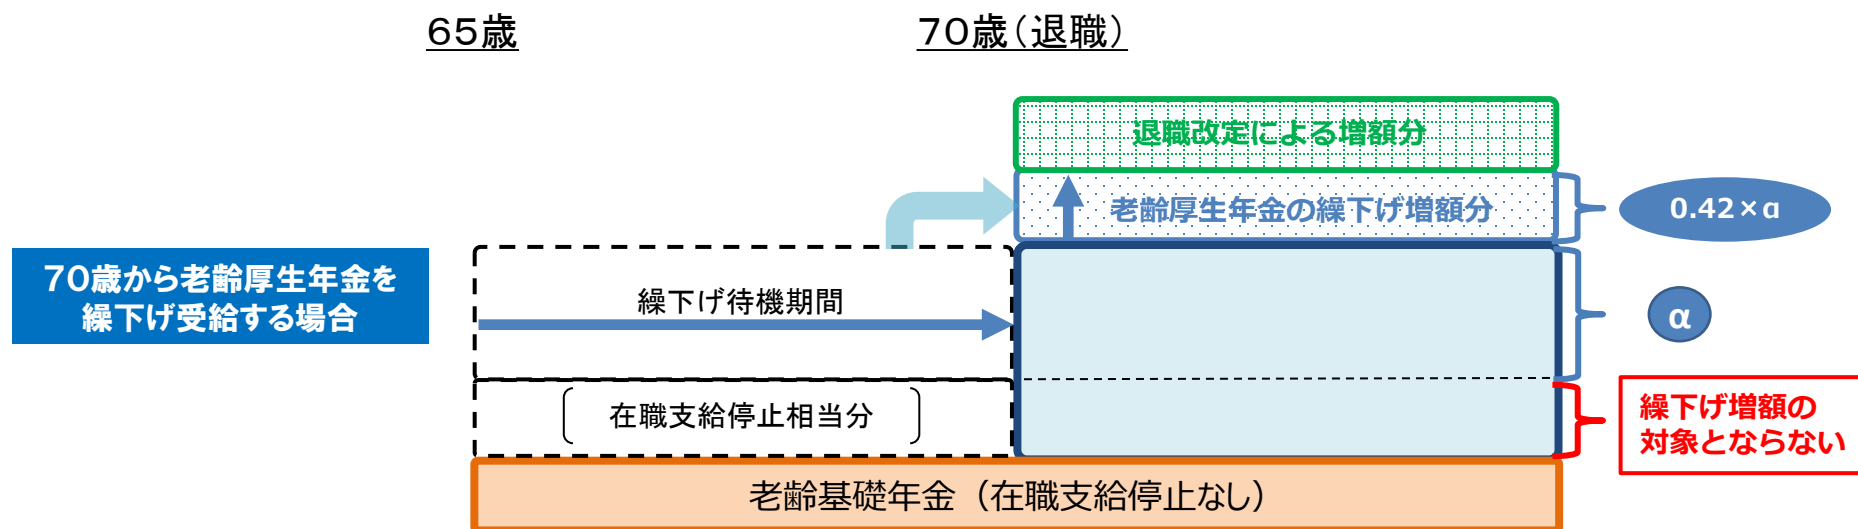 65歳
70歳(退職)
退職改定による増額分
老齢厚生年金の繰下げ増額分
0.42×α
70歳から老齢厚生年金を
繰下げ受給する場合
繰下げ待機期間
α
在職支給停止相当分
繰下げ増額の
対象とならない
老齢基礎年金(在職支給停止なし)